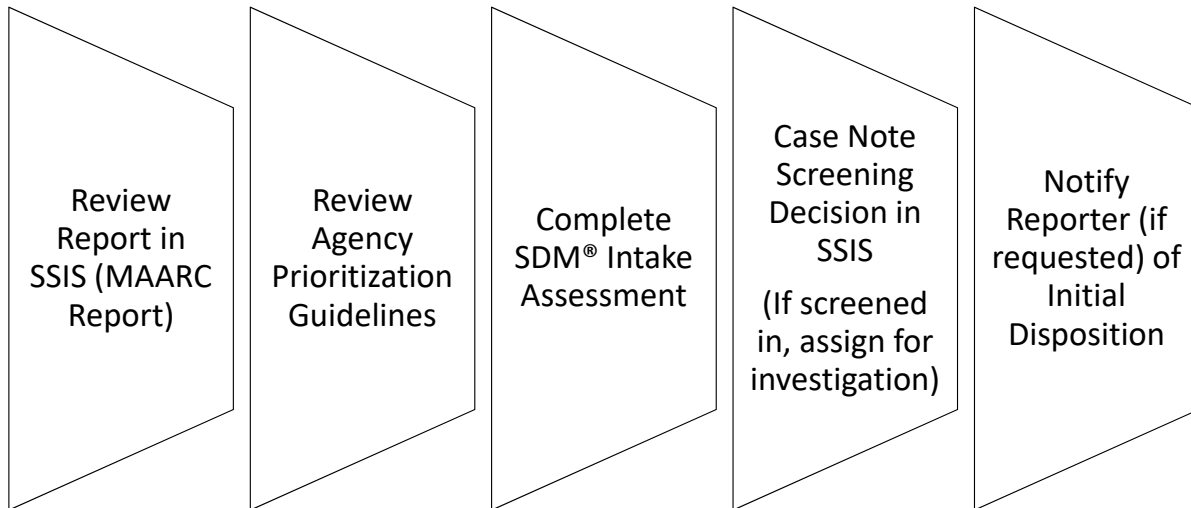 Review
Report in
SSIS (MAARC
Report)
Review
Agency
Prioritization
Guidelines
Complete
SDM® Intake
Assessment
Case Note
Screening
Decision in
SSIS
(If screened
in, assign for
investigation)
Notify
Reporter (if
requested) of
Initial
Disposition